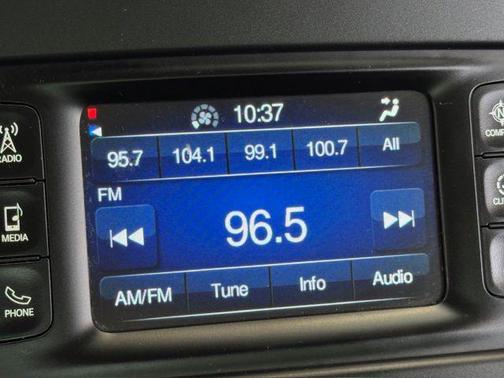 10:37
95.7 104.1 99.1 100.7 All
FM
96.5
AM/FM Tune Info Audio
RADIO
MEDIA
PHONE